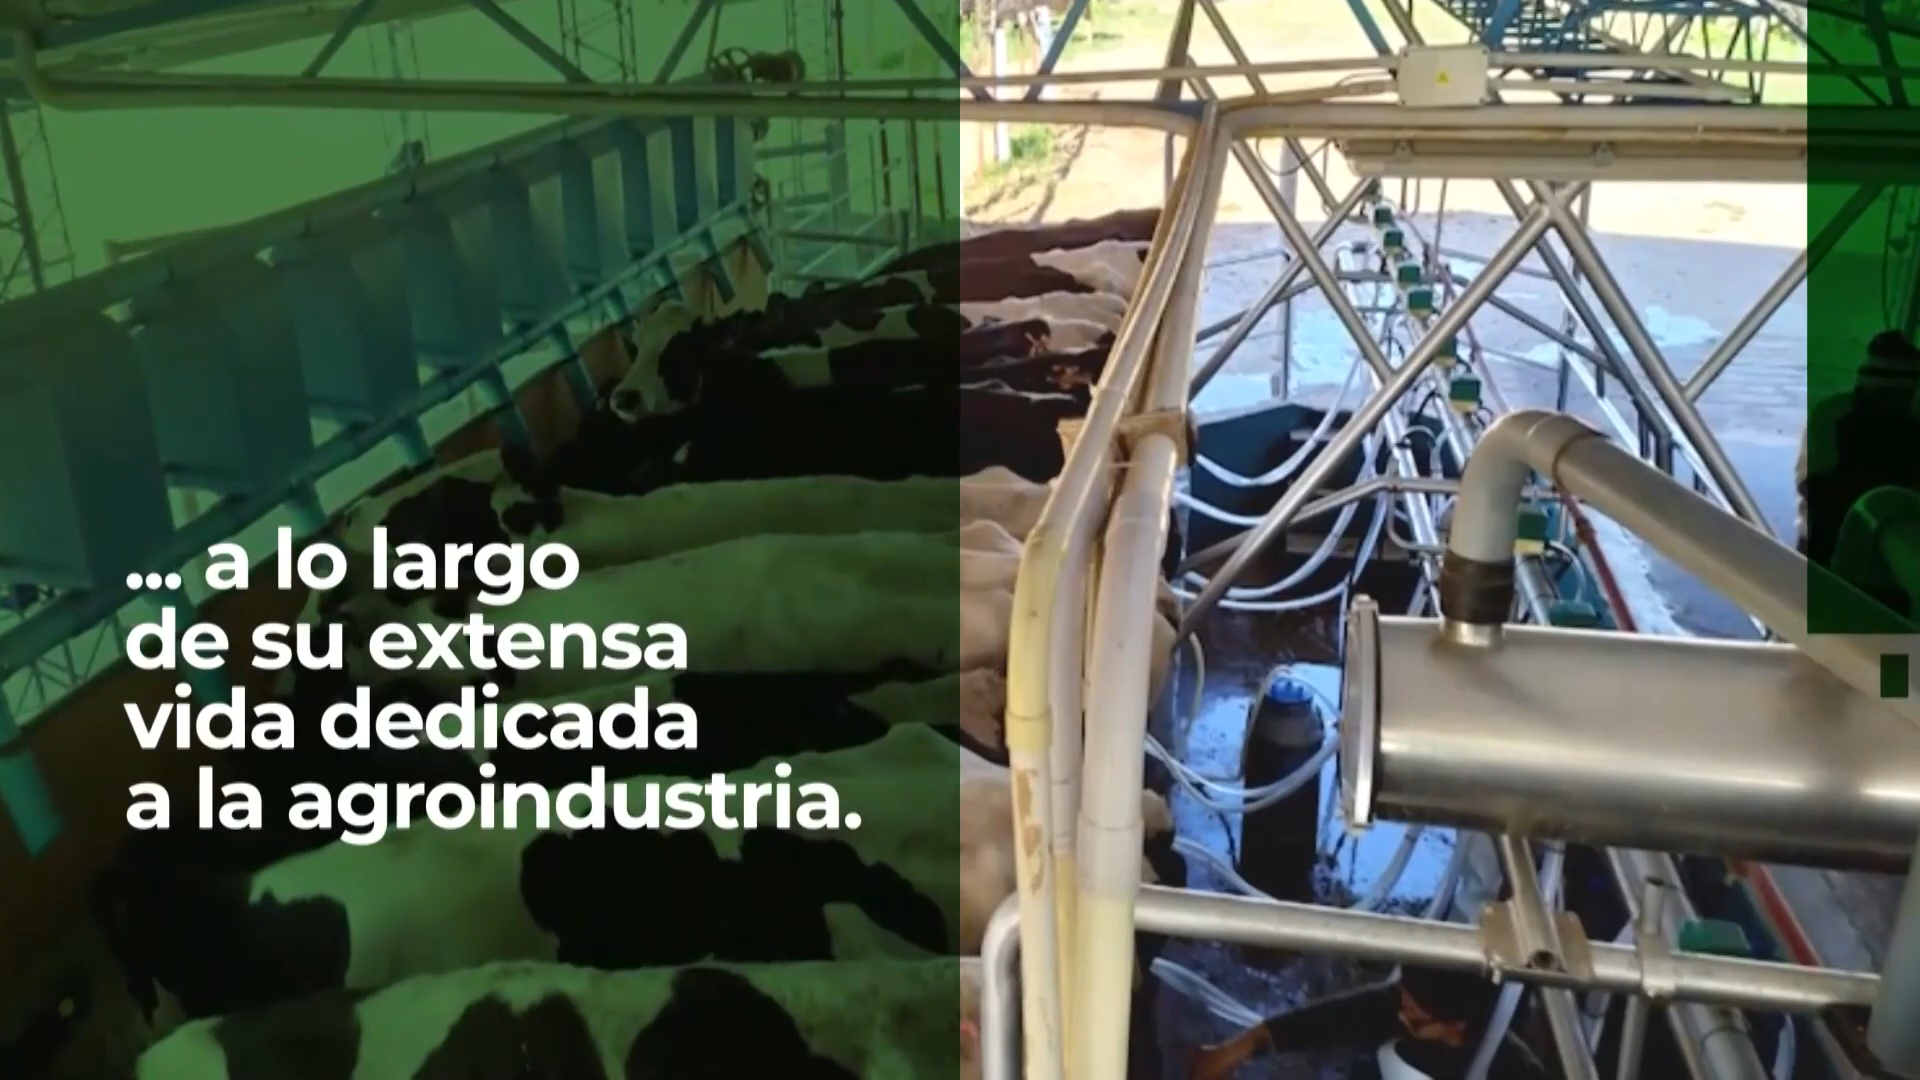 ... a lo largo
de su extensa
vida dedicada
a la agroindustria.